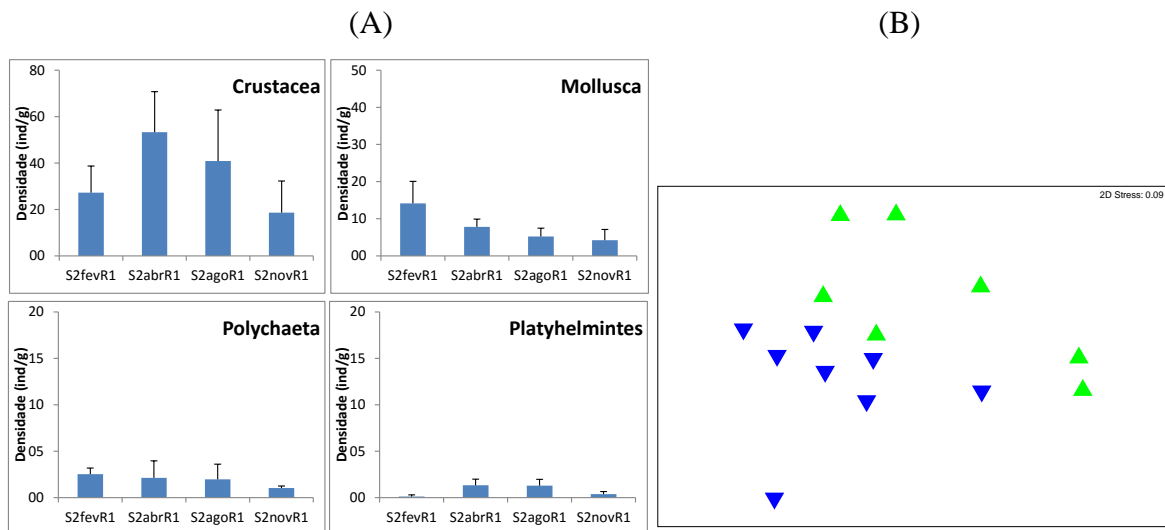 (A)
(B)
Crustacea
Densidade (ind/g)
80
60
40
20
00
S2fevR1 S2abrR1 S2agoR1 S2novR1
Mollusca
Densidade (ind/g)
50
40
30
20
10
00
S2fevR1 S2abrR1 S2agoR1 S2novR1
Polychaeta
Densidade (ind/g)
20
15
10
05
00
S2fevR1 S2abrR1 S2agoR1 S2novR1
Platyhelmintes
Densidade (ind/g)
20
15
10
05
00
S2fevR1 S2abrR1 S2agoR1 S2novR1
2D Stress: 0.09